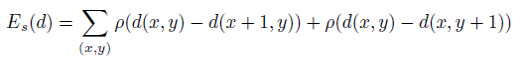 E_s(d) = \sum_{(x,y)} \rho(d(x,y) − d(x+1,y)) + \rho(d(x,y) − d(x,y+1))